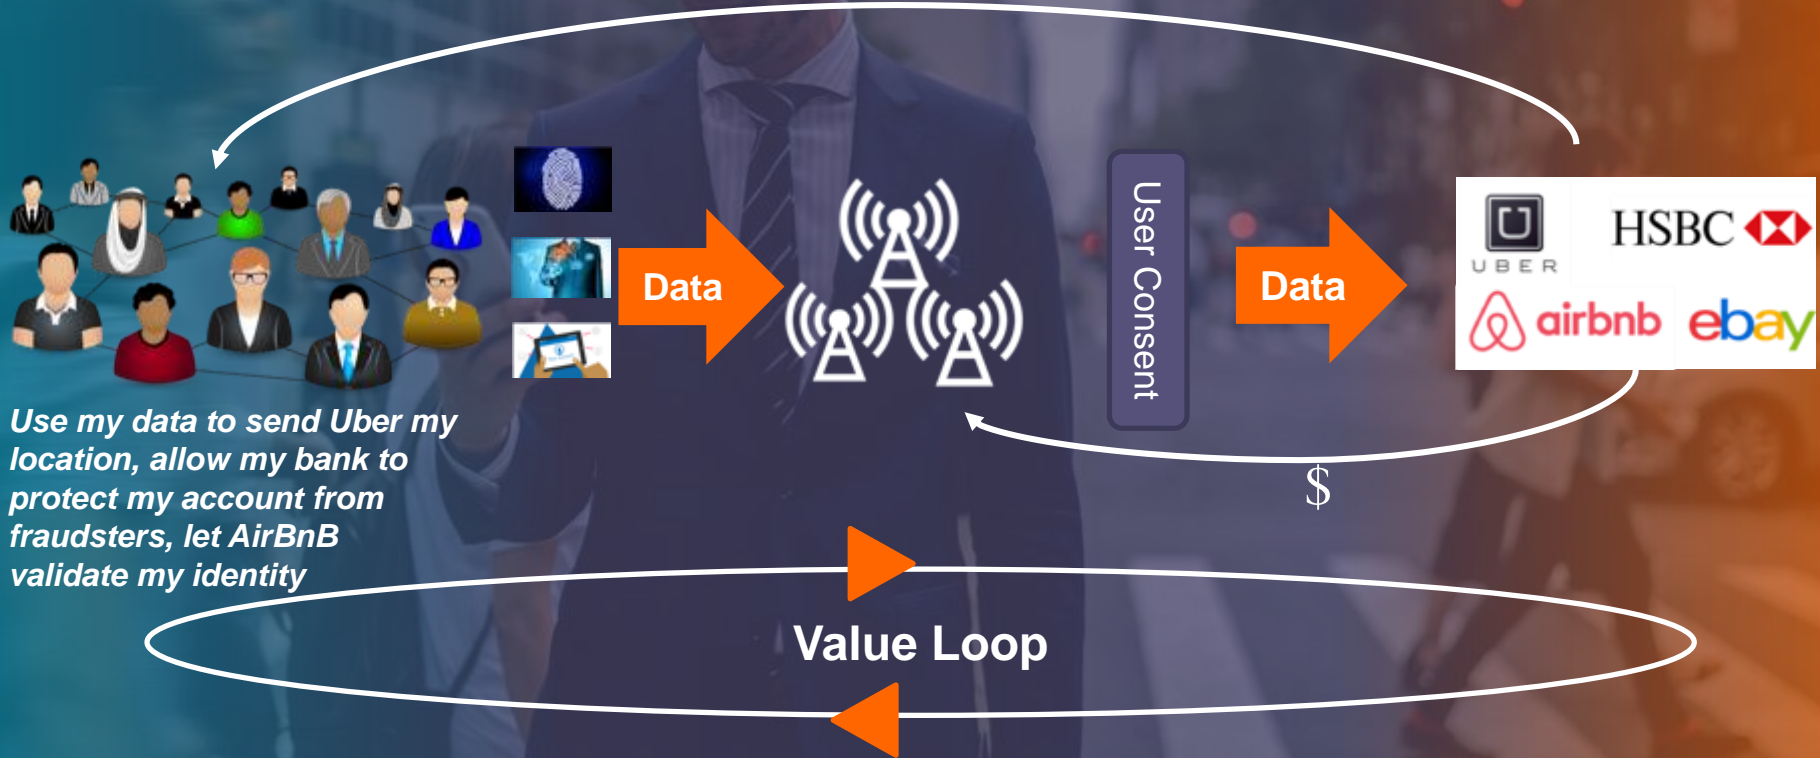 Data
User Consent
Data
UBER
HSBC
airbnb
ebay
Use my data to send Uber my
location, allow my bank to
protect my account from
fraudsters, let AirBnB
validate my identity
$
Value Loop